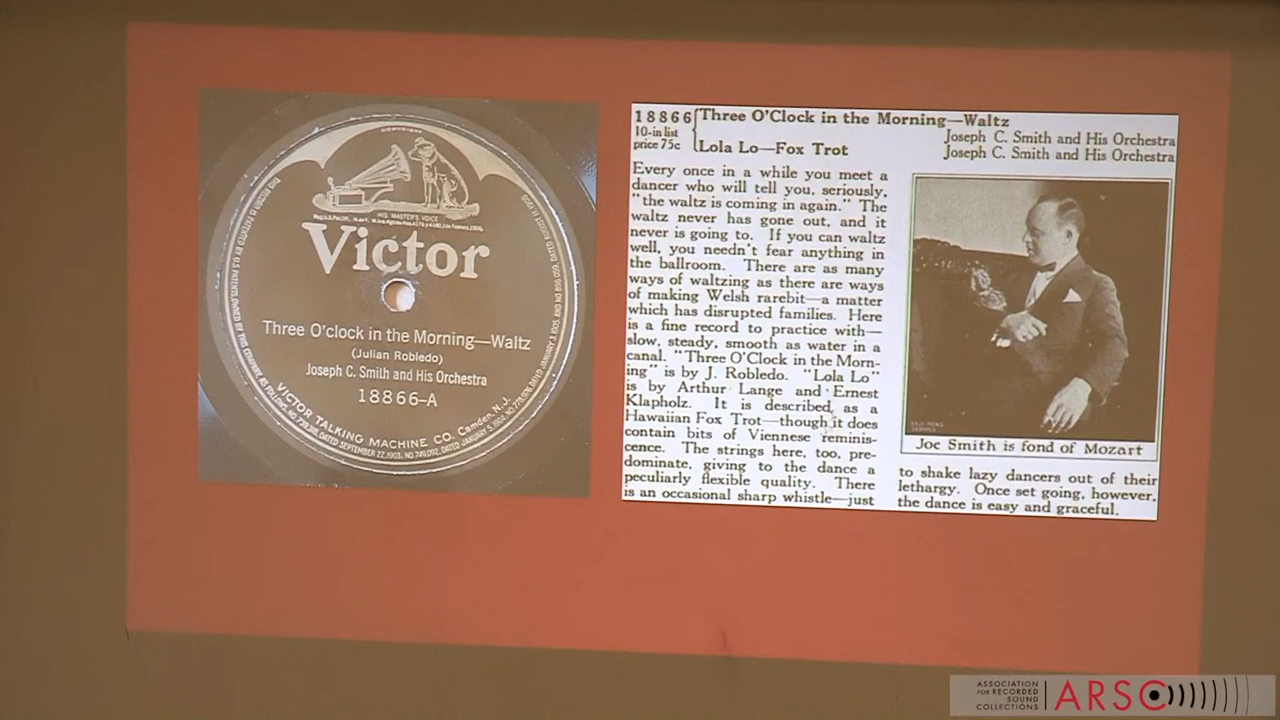 COPYRIGHT
HIS MASTER'S VOICE
Victor
Three O'clock in the Morning—Waltz
(Julian Robledo)
Joseph C. Smith and His Orchestra
18866-A
VICTOR TALKING MACHINE CO. Camden, N.J.
18866
10-in list
price 75c
Three O'Clock in the Morning—Waltz
Joseph C. Smith and His Orchestra
Lola Lo—Fox Trot
Joseph C. Smith and His Orchestra
Every once in a while you meet a
dancer who will tell you, seriously,
"the waltz is coming in again." The
waltz never has gone out, and it
never is going to. If you can waltz
well, you needn't fear anything in
the ballroom. There are as many
ways of waltzing as there are ways
of making Welsh rarebit—a matter
which has disrupted families. Here
is a fine record to practice with—
slow, steady, smooth as water in a
canal. "Three O'Clock in the Morn-
ing" is by J. Robledo. "Lola Lo"
is by Arthur Lange and Ernest
Klapholz. It is described as a
Hawaiian Fox Trot—though it does
contain bits of Viennese reminis-
cence. The strings here, too, pre-
dominate, giving to the dance a
peculiarly flexible quality. There
is an occasional sharp whistle—just
Joe Smith is fond of Mozart
to shake lazy dancers out of their
lethargy. Once set going, however,
the dance is easy and graceful.
ASSOCIATION
FOR RECORDED
SOUND
COLLECTIONS
ARSC